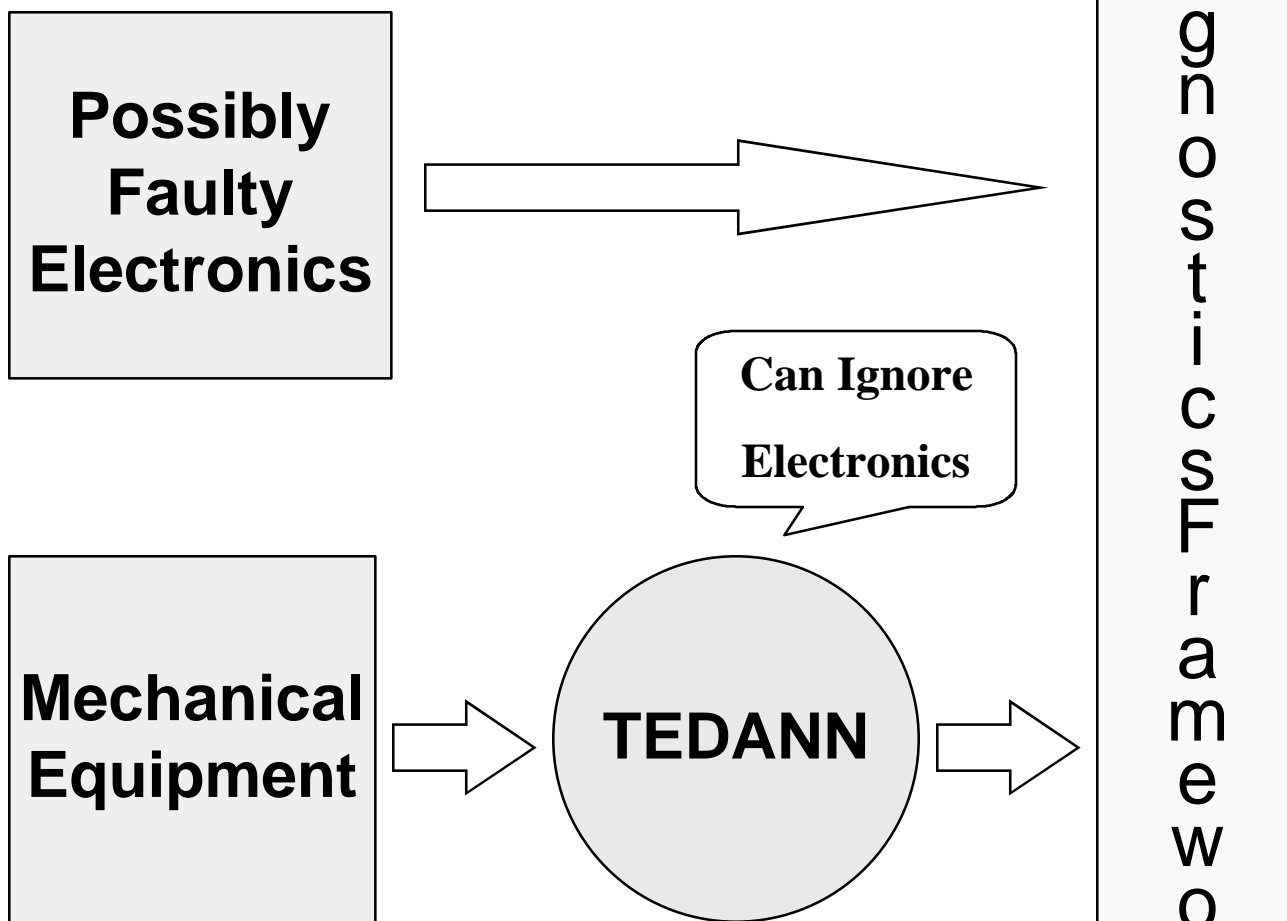 Possibly
Faulty
Electronics
Can Ignore
Electronics
Mechanical
Equipment
TEDANN
g
n
o
s
t
i
c
s
F
r
a
m
e
w
o